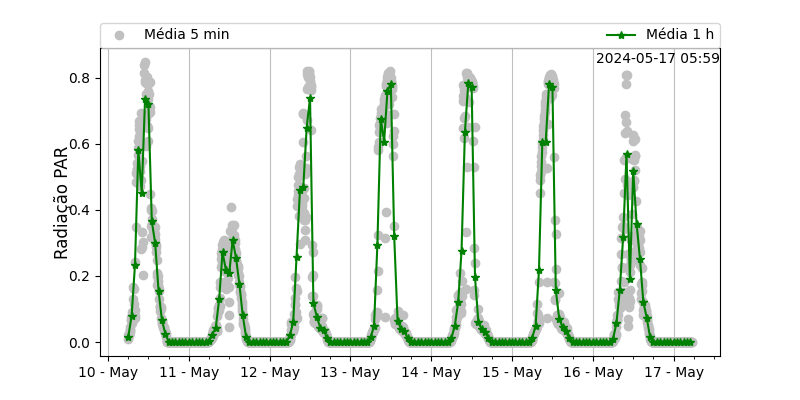 Média 5 min
Média 1 h
2024-05-17 05:59
Radiação PAR
0.8
0.6
0.4
0.2
0.0
10 - May
11 - May
12 - May
13 - May
14 - May
15 - May
16 - May
17 - May